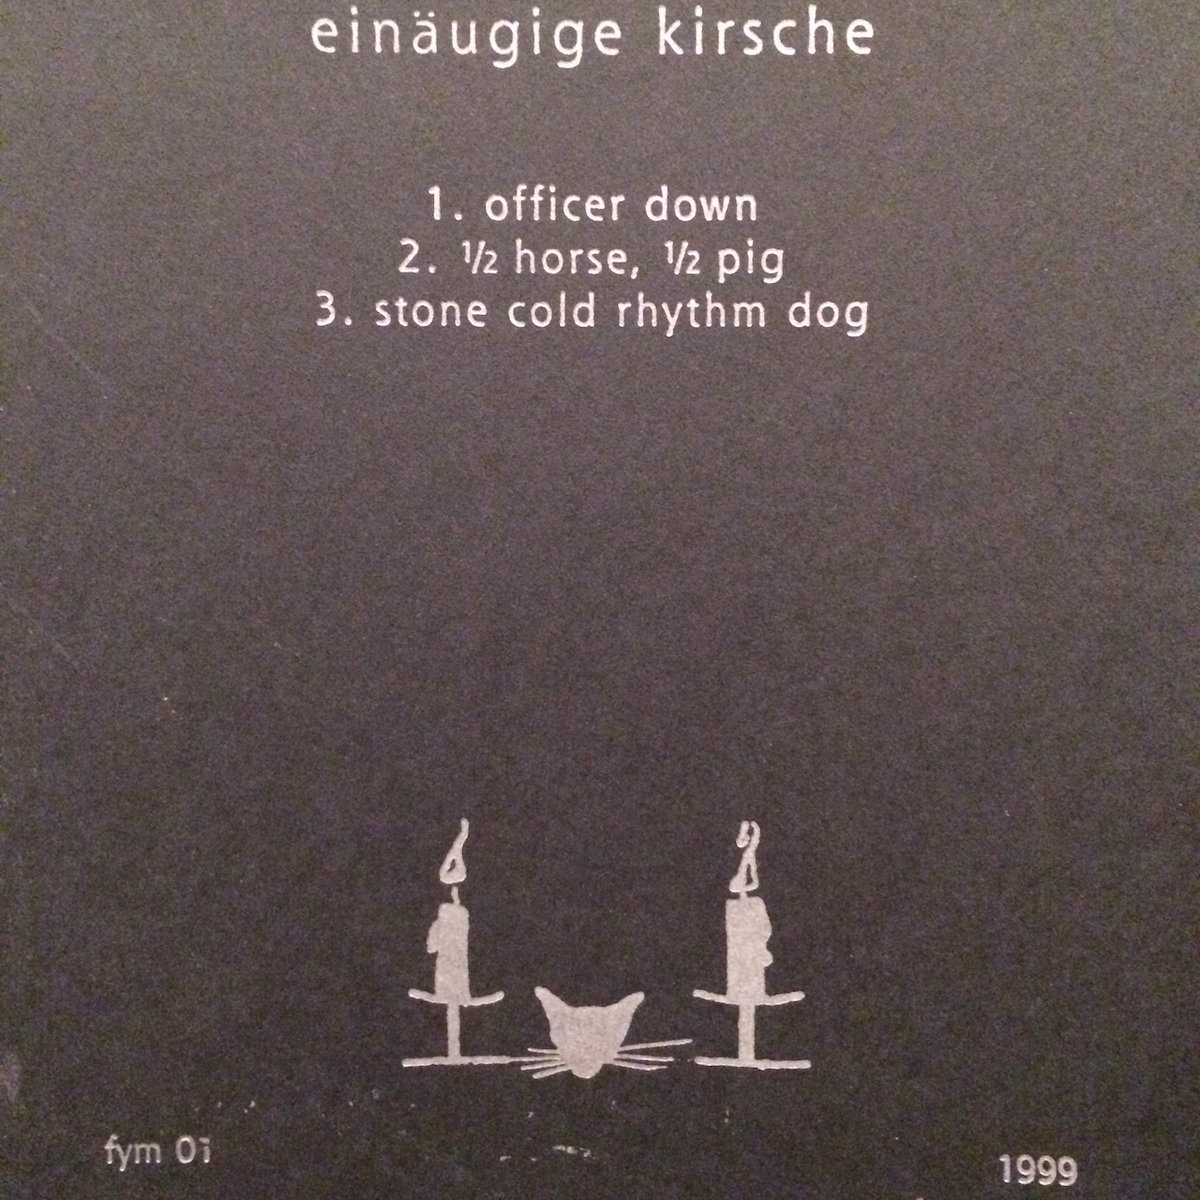 einäugige kirsche
1. officer down
2. ½ horse, ½ pig
3. stone cold rhythm dog
fym 01
1999